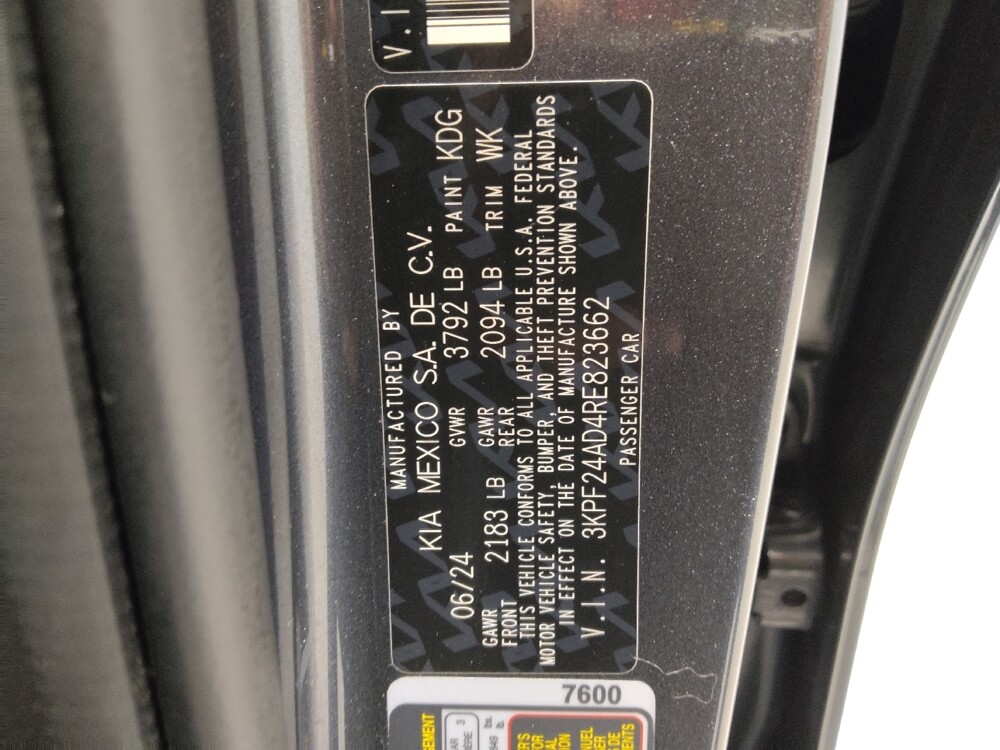 V.I
MANUFACTURED BY
KIA MEXICO S.A. DE C.V.
06/24 GVWR 3792 LB PAINT KDG
GAWR FRONT 2183 LB GAWR REAR 2094 LB TRIM WK
THIS VEHICLE CONFORMS TO ALL APPLICABLE U.S.A. FEDERAL
MOTOR VEHICLE SAFETY, BUMPER, AND THEFT PREVENTION STANDARDS
IN EFFECT ON THE DATE OF MANUFACTURE SHOWN ABOVE.
V.I.N. 3KPF24AD4RE823662
PASSENGER CAR
7600